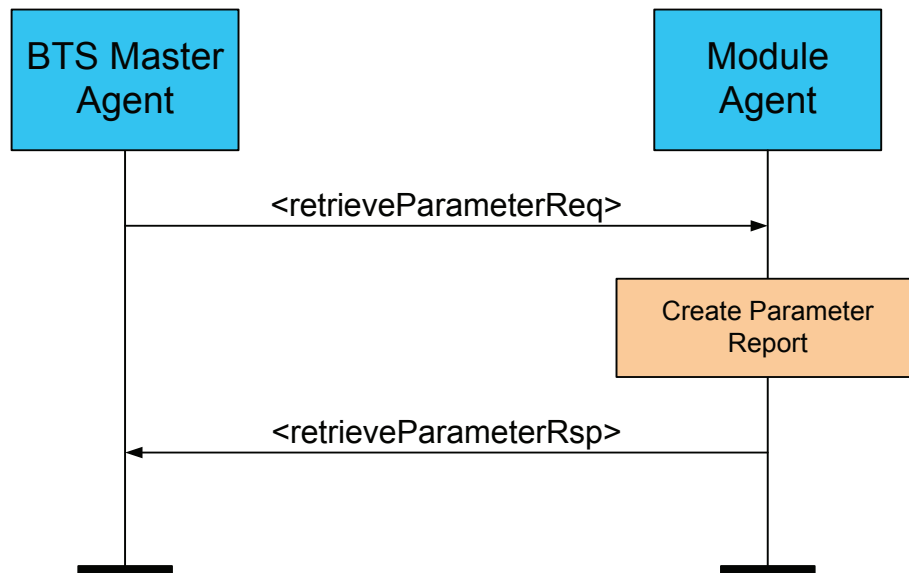 BTS Master
Agent
Module
Agent
<retrieveParameterReq>
Create Parameter
Report
<retrieveParameterRsp>